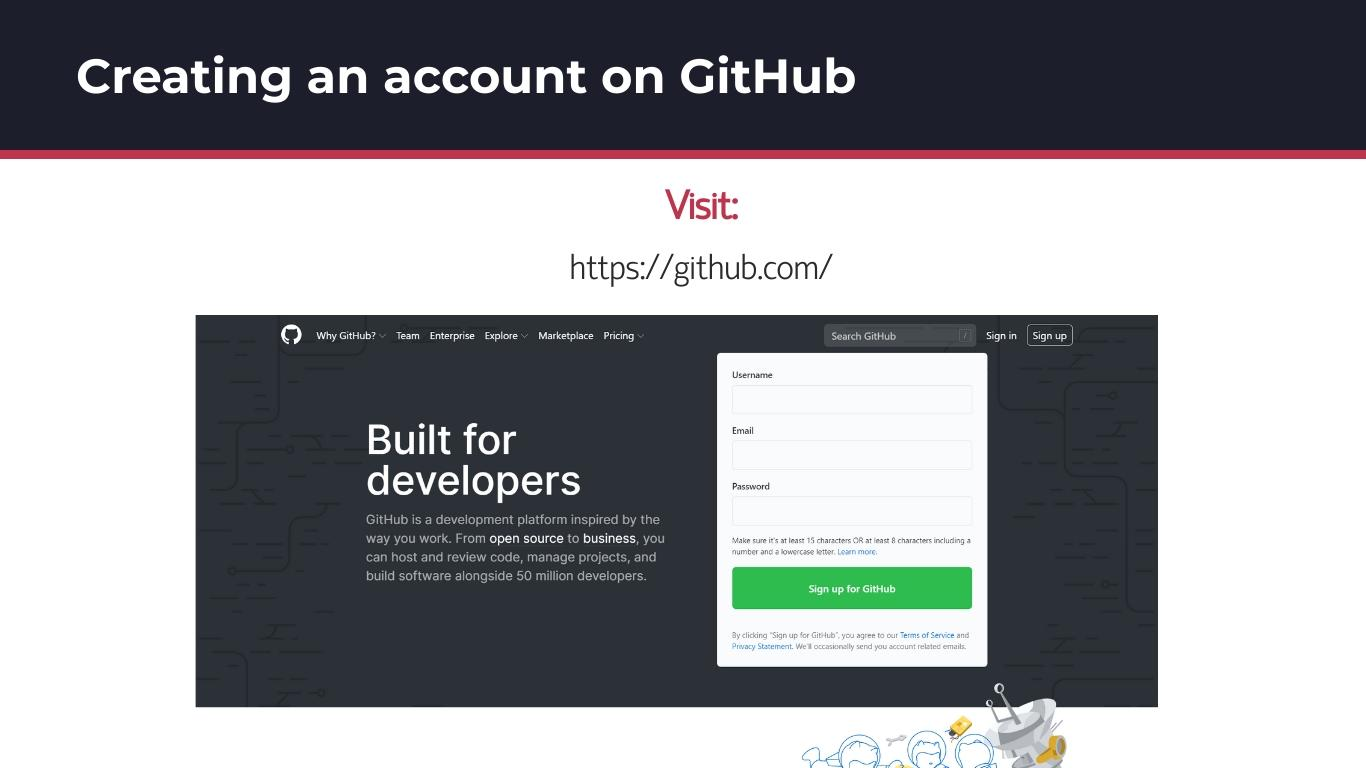 Creating an account on GitHub
Visit:
https://github.com/
Why GitHub? Team Enterprise Explore Marketplace Pricing Search GitHub / Sign in Sign up
Built for
developers
GitHub is a development platform inspired by the
way you work. From open source to business, you
can host and review code, manage projects, and
build software alongside 50 million developers.
Username
Email
Password
Make sure it's at least 15 characters OR at least 8 characters including a
number and a lowercase letter. Learn more.
Sign up for GitHub
By clicking "Sign up for GitHub", you agree to our Terms of Service and
Privacy Statement. We'll occasionally send you account related emails.